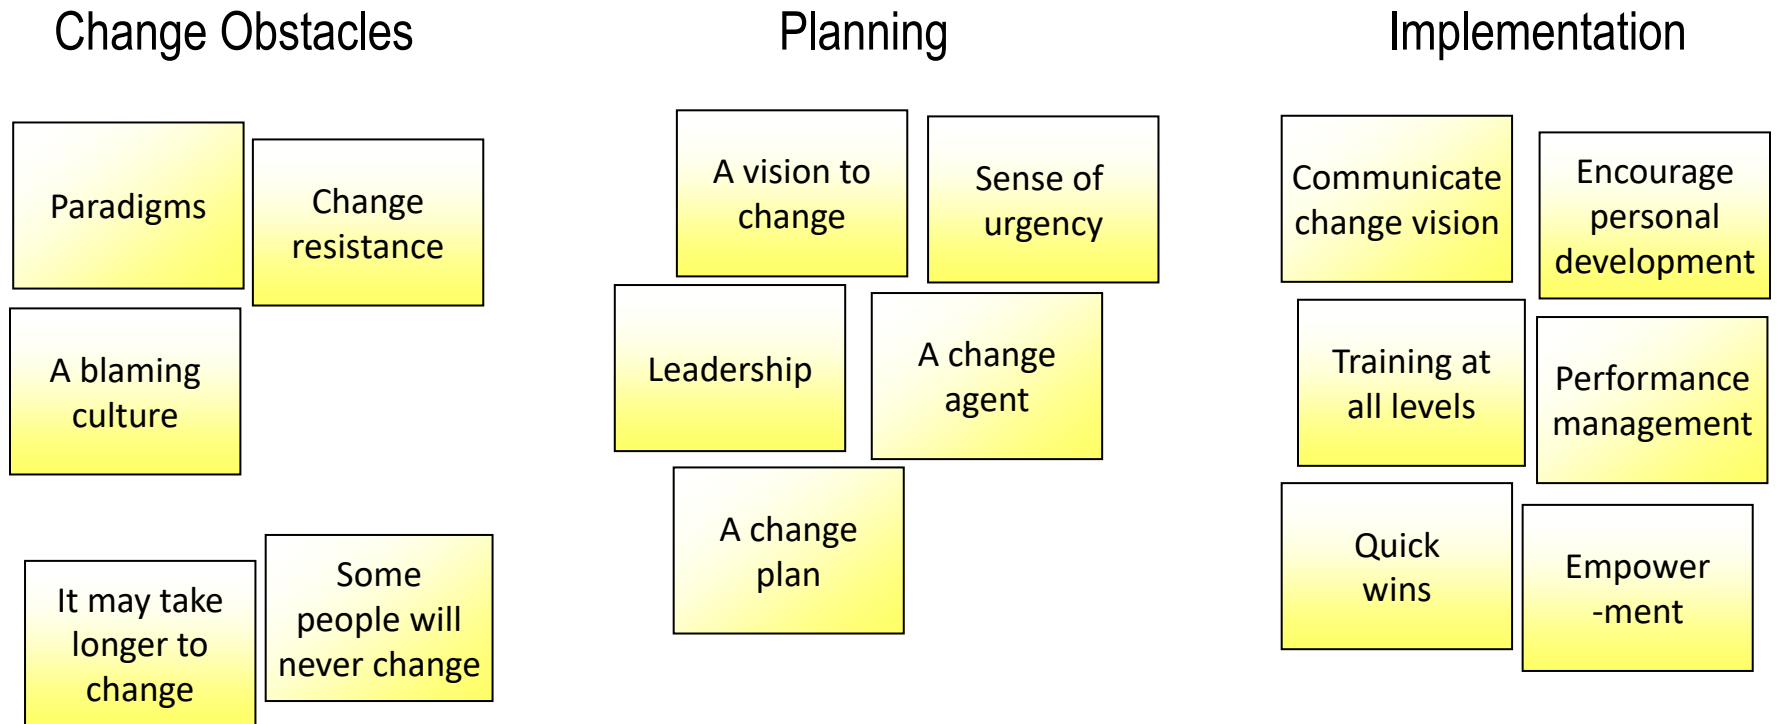 Change Obstacles
Planning
Implementation
Paradigms
Change
resistance
A blaming
culture
It may take
longer to
change
Some
people will
never change
A vision to
change
Sense of
urgency
Leadership
A change
agent
A change
plan
Communicate
change vision
Encourage
personal
development
Training at
all levels
Performance
management
Quick
wins
Empower
-ment